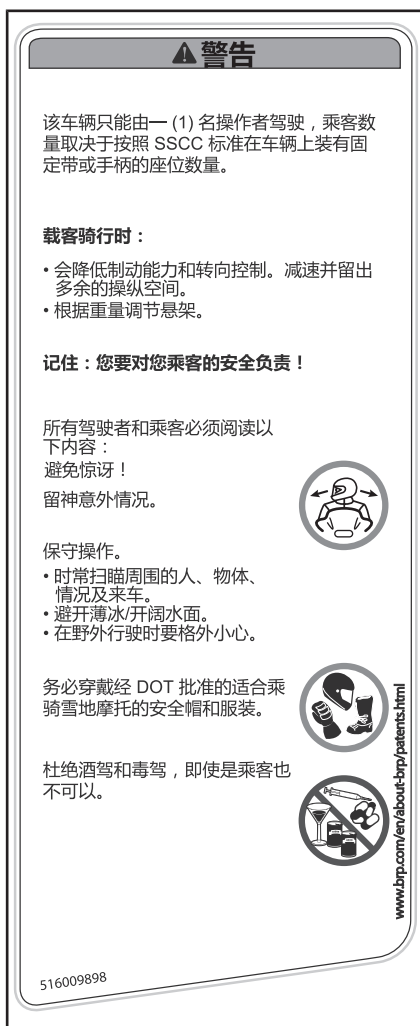 警告
该车辆只能由一 (1) 名操作者驾驶，乘客数
量取决于按照 SSCC 标准在车辆上装有固
定带或手柄的座位数量。
载客骑行时：
• 会降低制动能力和转向控制。减速并留出
多余的操纵空间。
• 根据重量调节悬架。
记住：您要对您乘客的安全负责！
所有驾驶者和乘客必须阅读以
下内容：
避免惊讶！
留神意外情况。
保守操作。
• 时常扫瞄周围的人、物体、
情况及来车。
• 避开薄冰/开阔水面。
• 在野外行驶时要格外小心。
务必穿戴经 DOT 批准的适合乘
骑雪地摩托的安全帽和服装。
杜绝酒驾和毒驾，即使是乘客也
不可以。
www.brp.com/en/about-brp/patents.html
516009898